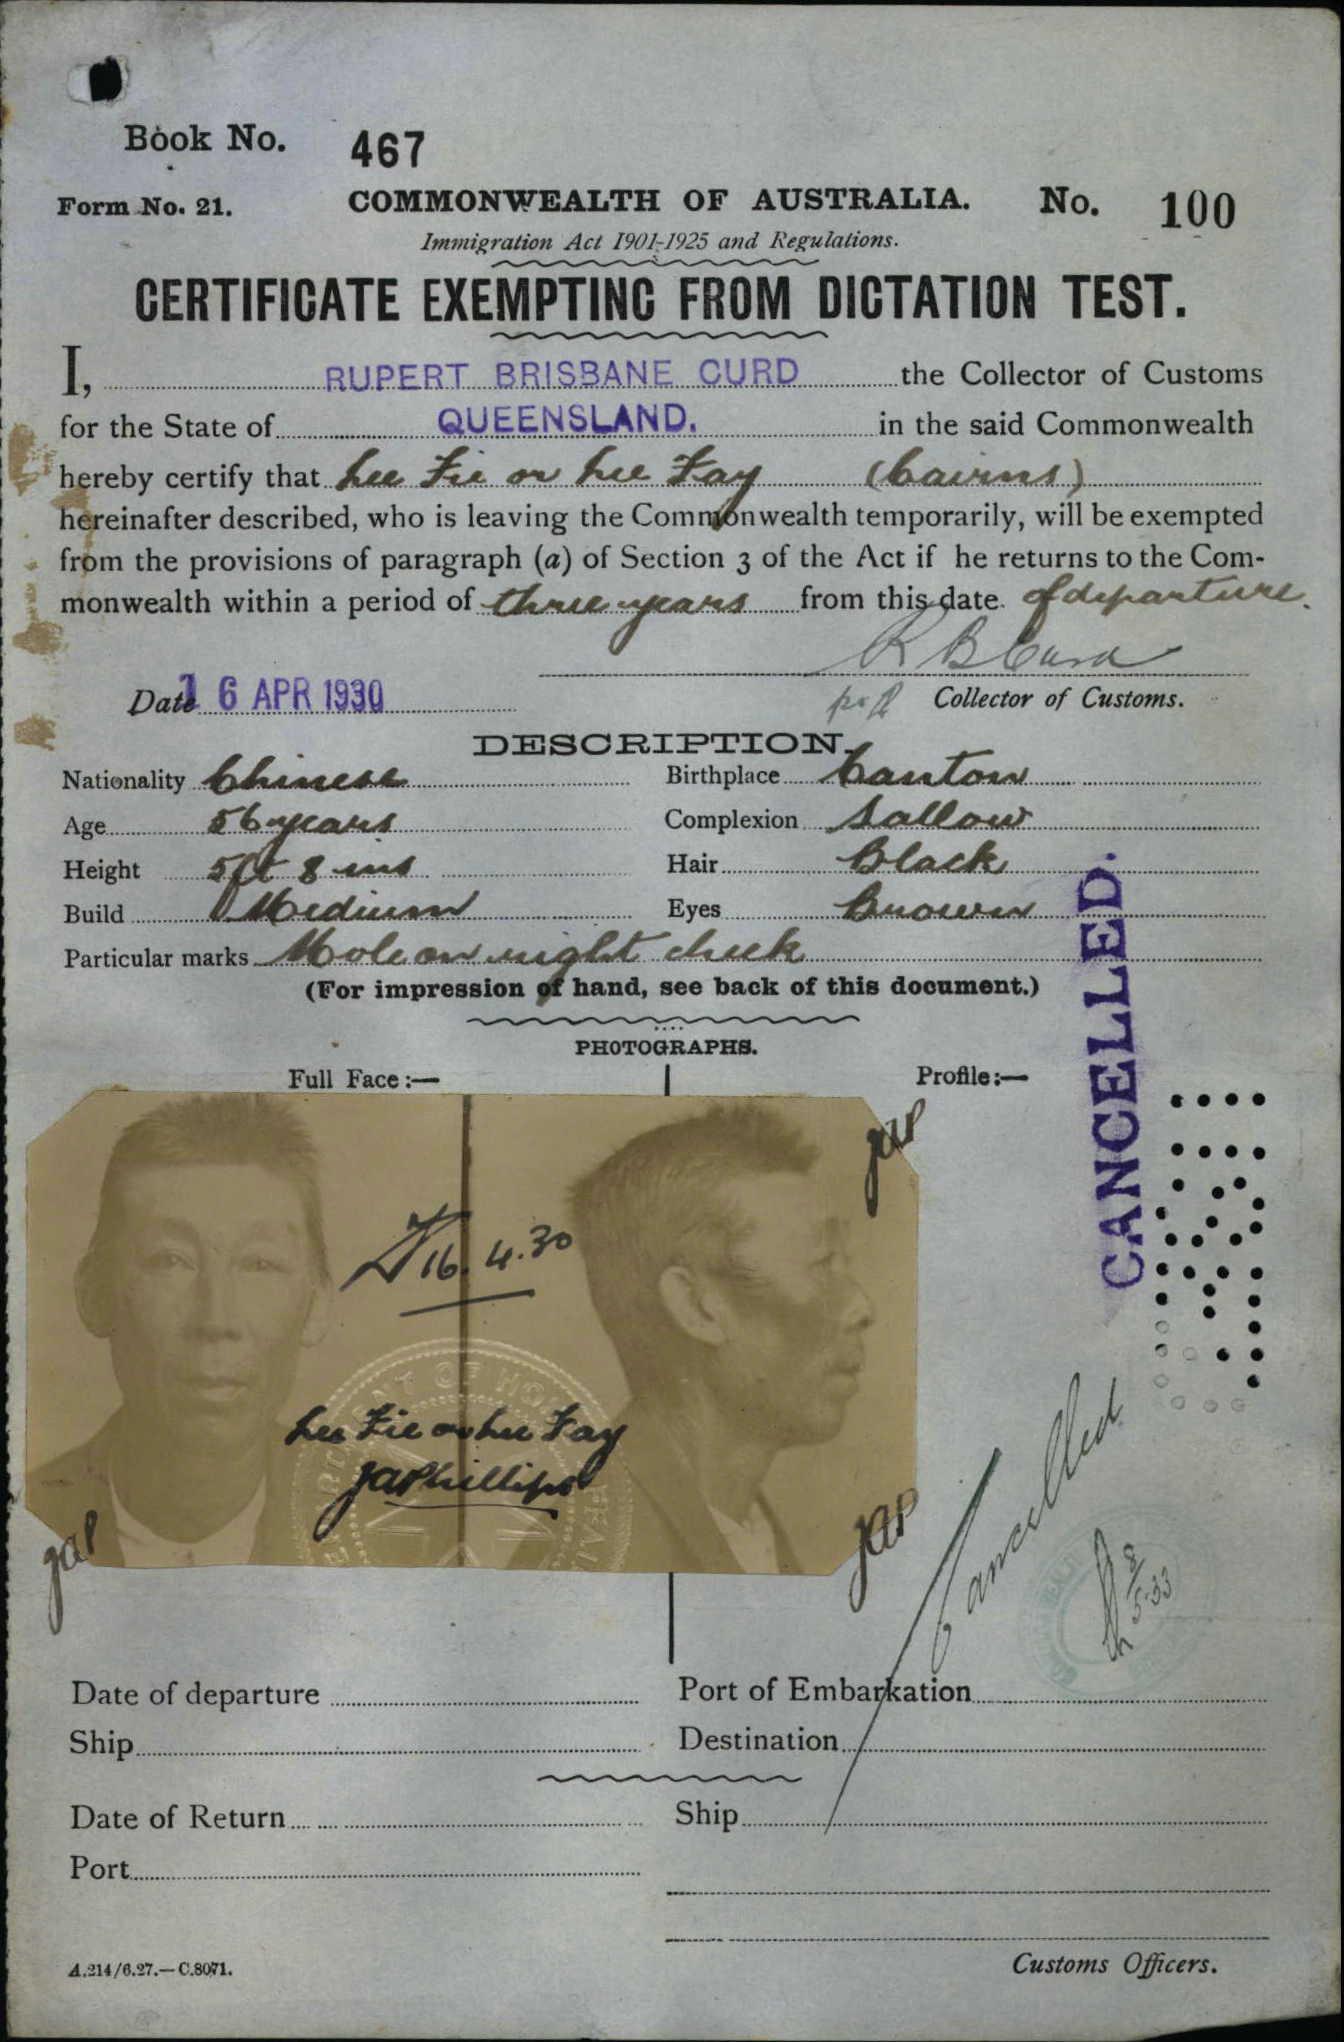 Book No. 467
Form No. 21. COMMONWEALTH OF AUSTRALIA. No. 100
Immigration Act 1901-1925 and Regulations.
CERTIFICATE EXEMPTING FROM DICTATION TEST.
I, RUPERT BRISBANE CURD the Collector of Customs
for the State of QUEENSLAND. in the said Commonwealth
hereby certify that Lee Fie or Lee Fay (Cairns)
hereinafter described, who is leaving the Commonwealth temporarily, will be exempted
from the provisions of paragraph (a) of Section 3 of the Act if he returns to the Com-
monwealth within a period of three years from this date of departure.
R B Curd
Date 16 APR 1930 Collector of Customs.
DESCRIPTION.
Nationality Chinese Birthplace Canton
Age 56 years Complexion Sallow
Height 5ft 8 ins Hair Black
Build Medium Eyes Brown
Particular marks Mole on right cheek
(For impression of hand, see back of this document.)
PHOTOGRAPHS.
Full Face:— Profile:—
CANCELLED.
JAP
16.4.30
Lee Fie or Lee Fay
JAPhillips
JAP
JAP
Cancelled
8/5.33
Date of departure Port of Embarkation
Ship Destination
Date of Return Ship
Port
A.214/6.27.—C.8071. Customs Officers.